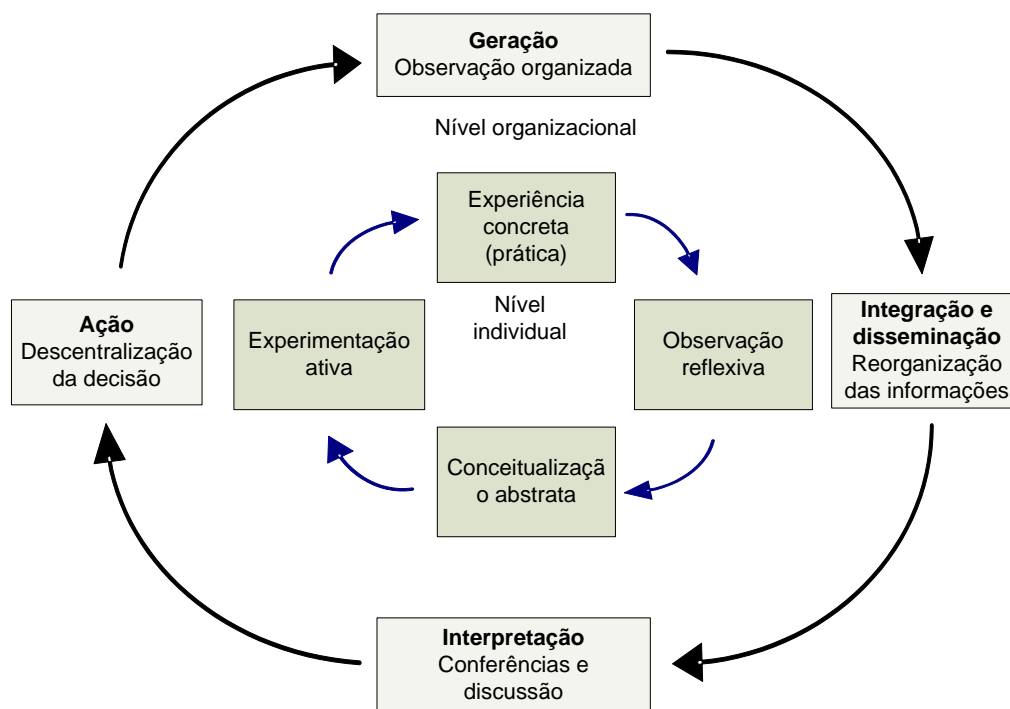 Geração
Observação organizada
Nível organizacional
Experiência
concreta
(prática)
Nível
individual
Ação
Descentralização
da decisão
Experimentação
ativa
Observação
reflexiva
Integração e
disseminação
Reorganização
das informações
Conceitualizaçã
o abstrata
Interpretação
Conferências e
discussão